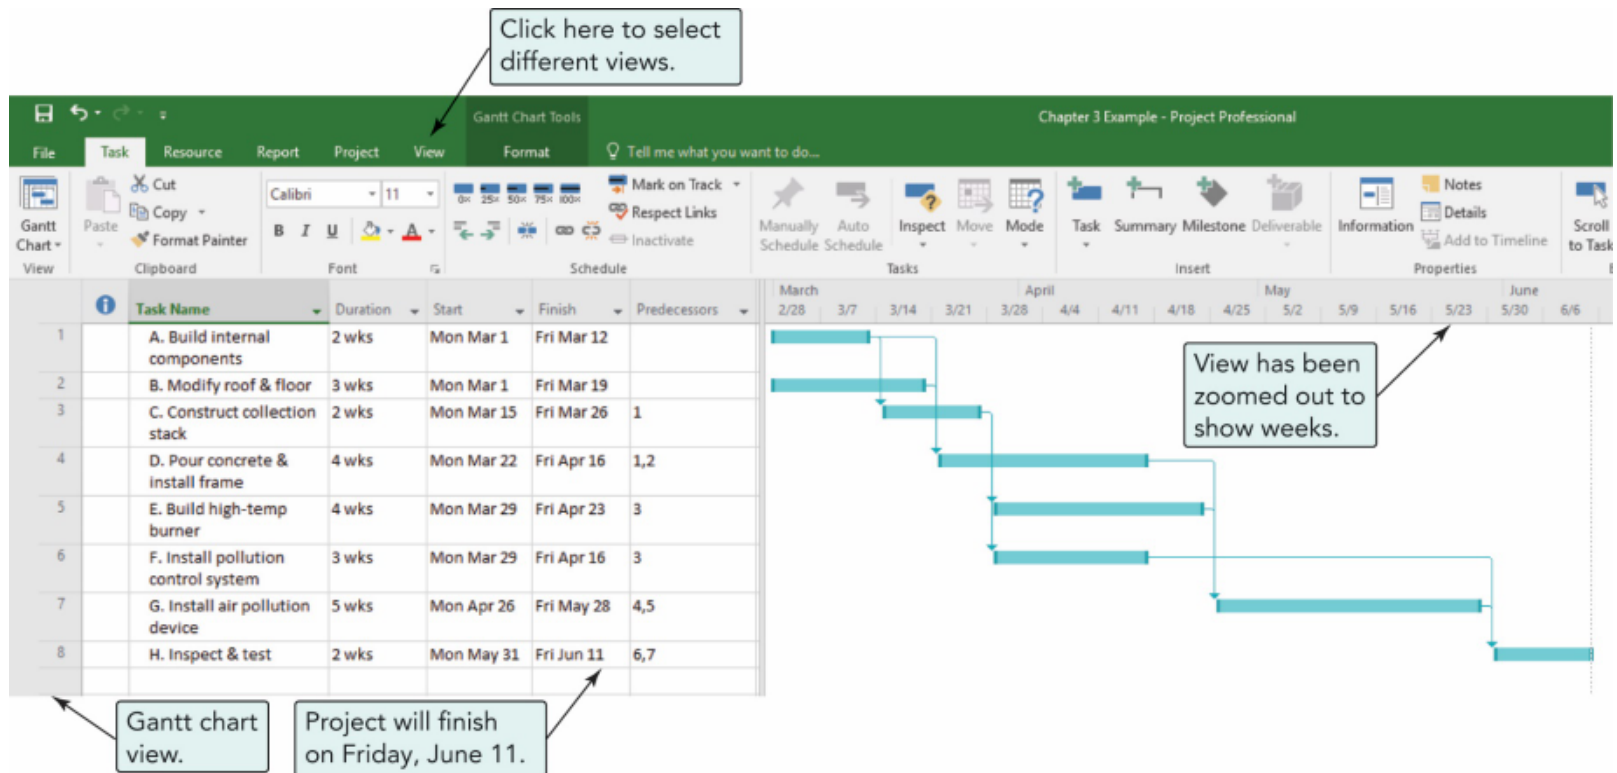 Click here to select
different views.
Gantt Chart Tools
Chapter 3 Example - Project Professional
File Task Resource Report Project View Format Tell me what you want to do...
Gantt Chart
View
Paste
Cut
Copy
Format Painter
Clipboard
Calibri 11
B I U A
Font
0× 25× 50× 75× 100×
Mark on Track
Respect Links
Inactivate
Schedule
Manually Schedule
Auto Schedule
Inspect
Move
Mode
Tasks
Task
Summary
Milestone
Deliverable
Insert
Information
Notes
Details
Add to Timeline
Properties
Scroll
to Task
Task Name Duration Start Finish Predecessors
March April May June
2/28 3/7 3/14 3/21 3/28 4/4 4/11 4/18 4/25 5/2 5/9 5/16 5/23 5/30 6/6
1 A. Build internal components 2 wks Mon Mar 1 Fri Mar 12
2 B. Modify roof & floor 3 wks Mon Mar 1 Fri Mar 19
3 C. Construct collection stack 2 wks Mon Mar 15 Fri Mar 26 1
4 D. Pour concrete & install frame 4 wks Mon Mar 22 Fri Apr 16 1,2
5 E. Build high-temp burner 4 wks Mon Mar 29 Fri Apr 23 3
6 F. Install pollution control system 3 wks Mon Mar 29 Fri Apr 16 3
7 G. Install air pollution device 5 wks Mon Apr 26 Fri May 28 4,5
8 H. Inspect & test 2 wks Mon May 31 Fri Jun 11 6,7
View has been
zoomed out to
show weeks.
Gantt chart
view.
Project will finish
on Friday, June 11.